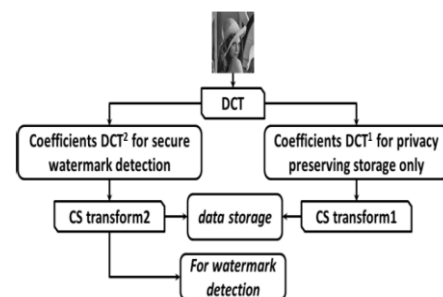 DCT
Coefficients DCT² for secure
watermark detection
Coefficients DCT¹ for privacy
preserving storage only
CS transform2
data storage
CS transform1
For watermark
detection